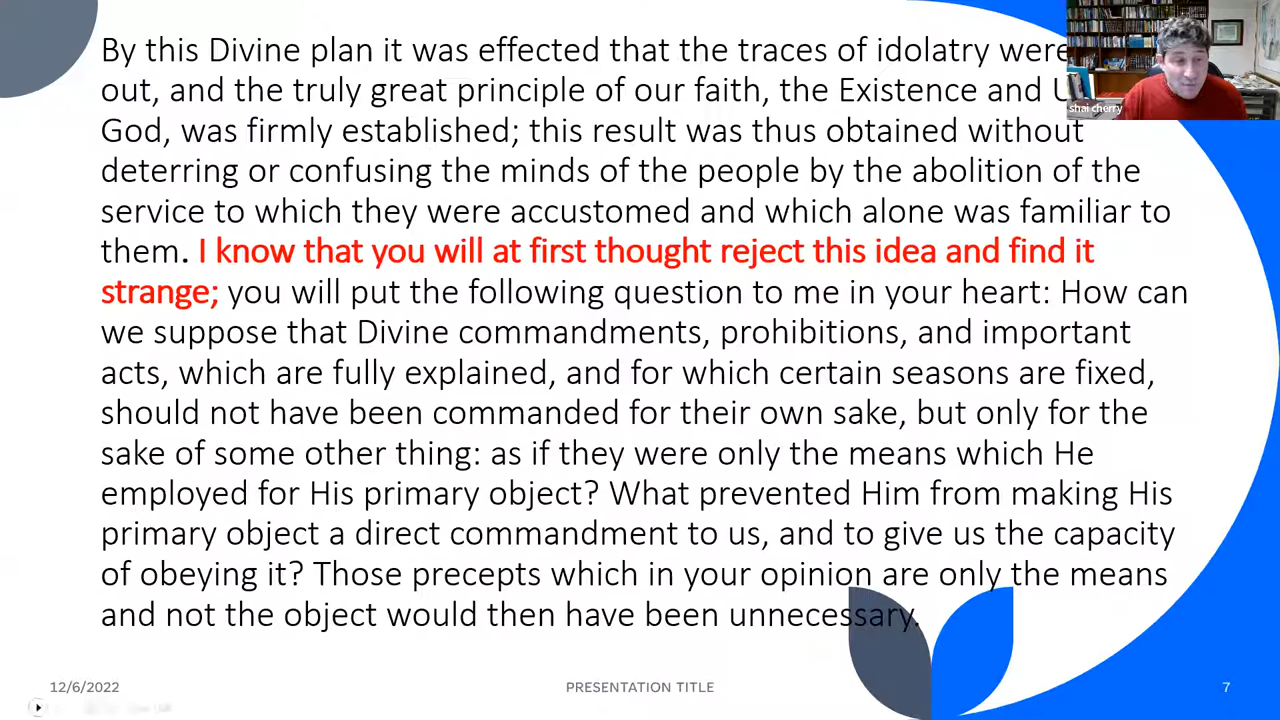 By this Divine plan it was effected that the traces of idolatry were
out, and the truly great principle of our faith, the Existence and
God, was firmly established; this result was thus obtained without
deterring or confusing the minds of the people by the abolition of the
service to which they were accustomed and which alone was familiar to
them. I know that you will at first thought reject this idea and find it
strange; you will put the following question to me in your heart: How can
we suppose that Divine commandments, prohibitions, and important
acts, which are fully explained, and for which certain seasons are fixed,
should not have been commanded for their own sake, but only for the
sake of some other thing: as if they were only the means which He
employed for His primary object? What prevented Him from making His
primary object a direct commandment to us, and to give us the capacity
of obeying it? Those precepts which in your opinion are only the means
and not the object would then have been unnecessary.
shai cherry
12/6/2022
PRESENTATION TITLE
7